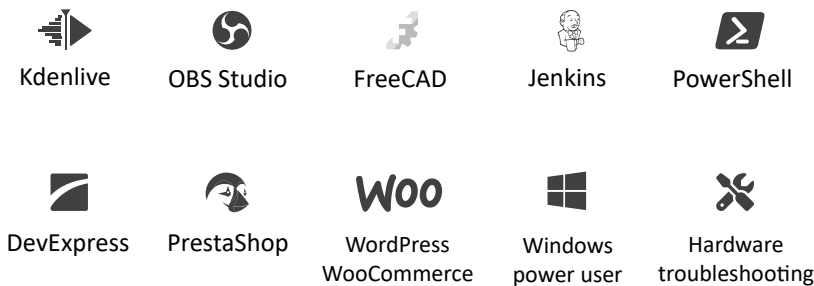 Kdenlive
OBS Studio
FreeCAD
Jenkins
PowerShell
DevExpress
PrestaShop
Woo
WordPress
WooCommerce
Windows
power user
Hardware
troubleshooting